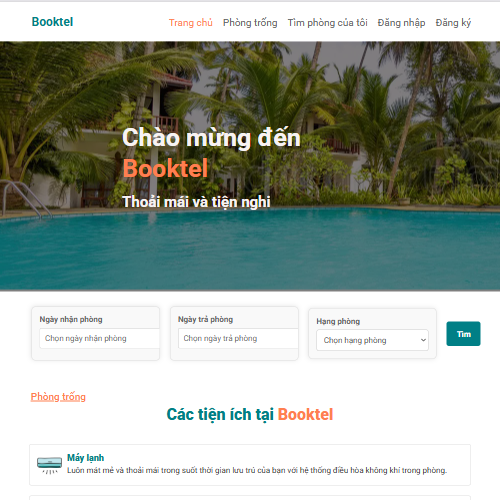 Booktel
Trang chủ Phòng trống Tìm phòng của tôi Đăng nhập Đăng ký
Chào mừng đến
Booktel
Thoải mái và tiện nghi
Ngày nhận phòng
Chọn ngày nhận phòng
Ngày trả phòng
Chọn ngày trả phòng
Hạng phòng
Chọn hạng phòng
Tìm
Phòng trống
Các tiện ích tại Booktel
Máy lạnh
Luôn mát mẻ và thoải mái trong suốt thời gian lưu trú của bạn với hệ thống điều hòa không khí trong phòng.